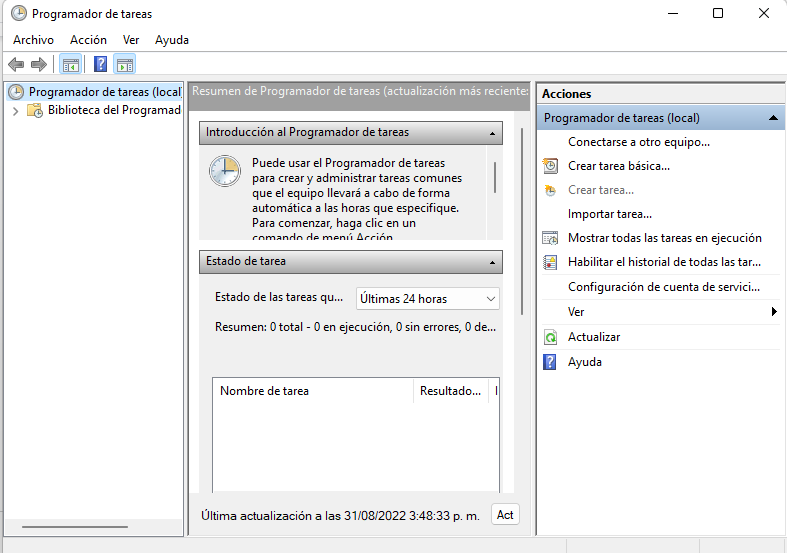 Programador de tareas
Archivo Acción Ver Ayuda
Programador de tareas (local)
Biblioteca del Programad
Resumen de Programador de tareas (actualización más reciente:
Introducción al Programador de tareas
Puede usar el Programador de tareas
para crear y administrar tareas comunes
que el equipo llevará a cabo de forma
automática a las horas que especifique.
Para comenzar, haga clic en un
comando de menú Acción.
Estado de tarea
Estado de las tareas qu... Últimas 24 horas
Resumen: 0 total - 0 en ejecución, 0 sin errores, 0 de...
Nombre de tarea Resultado... I
Última actualización a las 31/08/2022 3:48:33 p. m. Act
Acciones
Programador de tareas (local)
Conectarse a otro equipo...
Crear tarea básica...
Crear tarea...
Importar tarea...
Mostrar todas las tareas en ejecución
Habilitar el historial de todas las tar...
Configuración de cuenta de servici...
Ver
Actualizar
Ayuda